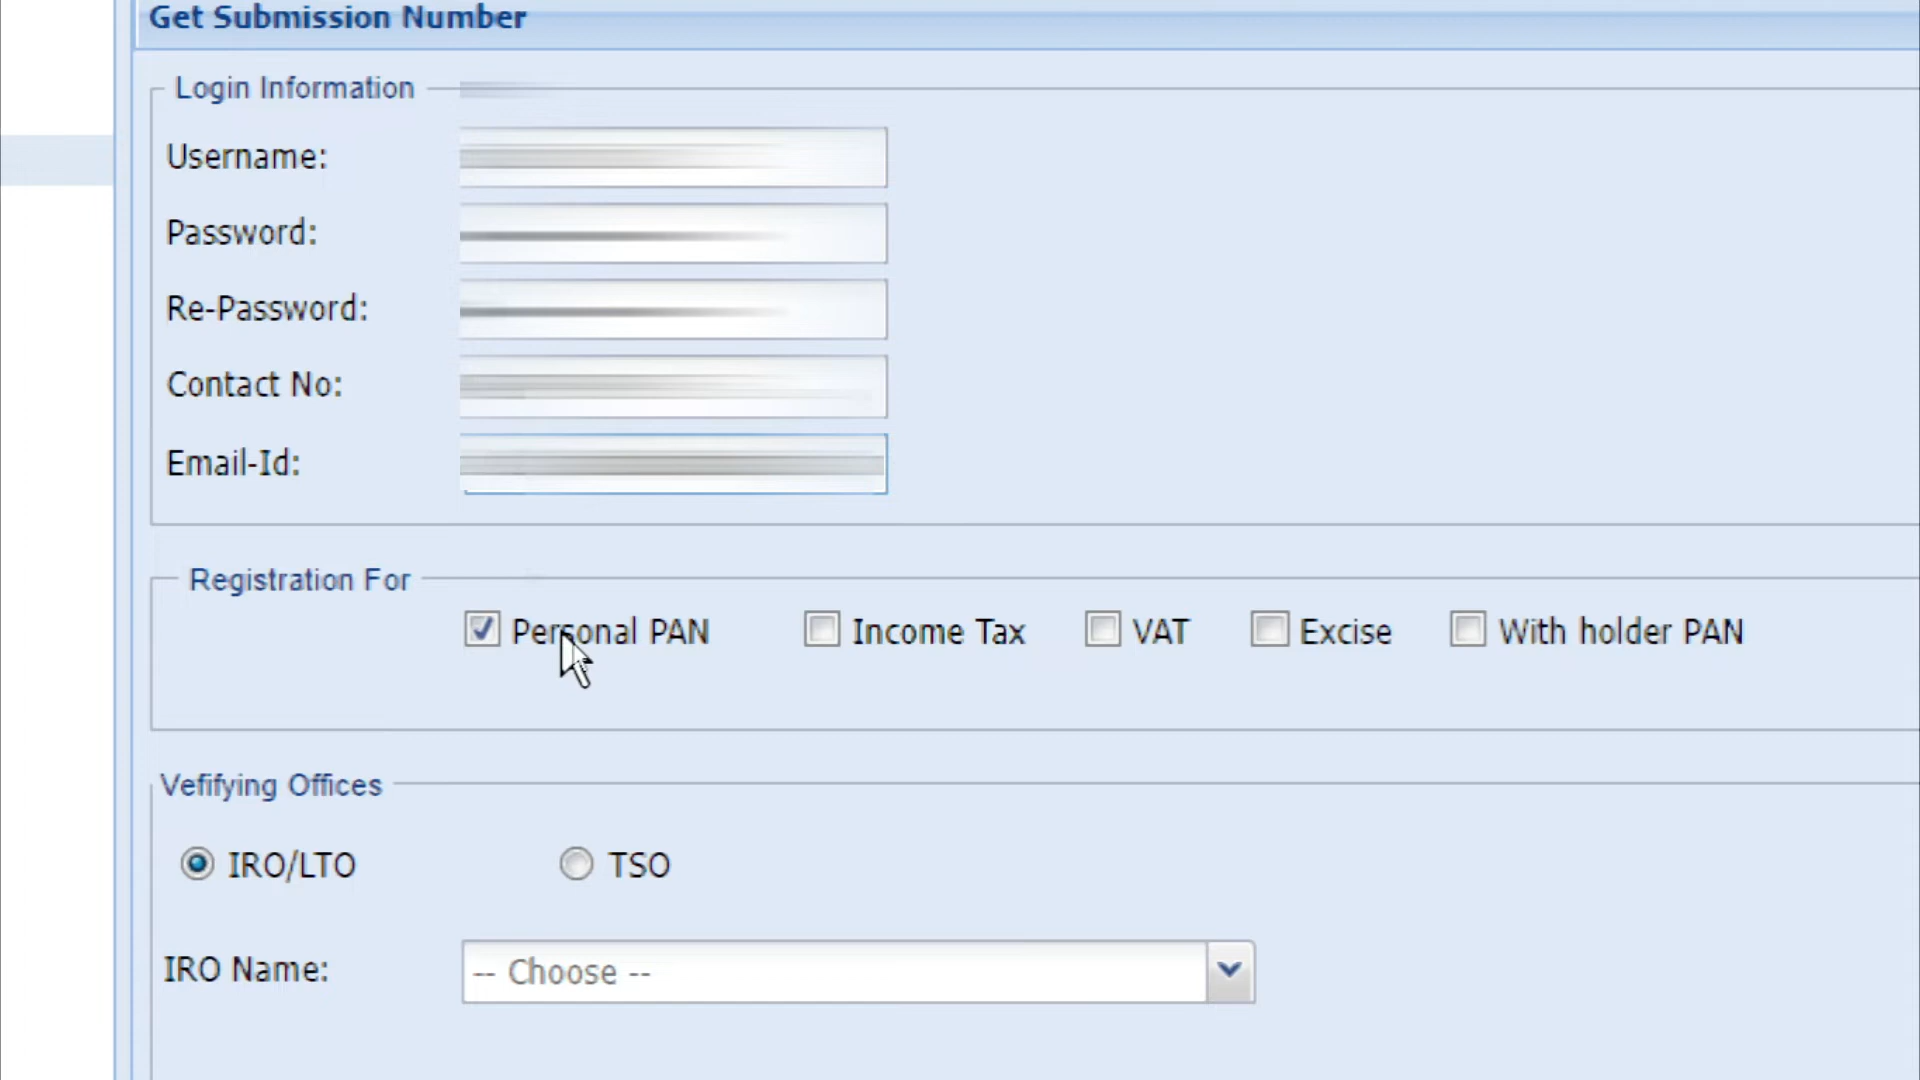 Get Submission Number
Login Information
Username:
Password:
Re-Password:
Contact No:
Email-Id:
Registration For
Personal PAN Income Tax VAT Excise With holder PAN
Vefifying Offices
IRO/LTO TSO
IRO Name: -- Choose --